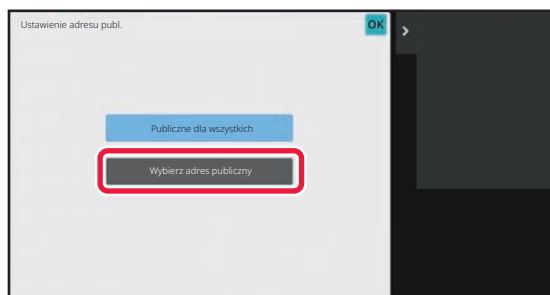 Ustawienie adresu publ.
OK
Publiczne dla wszystkich
Wybierz adres publiczny